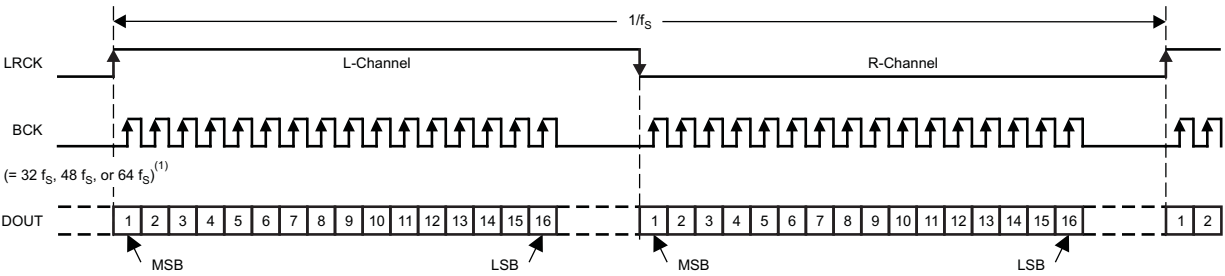 1/fS
LRCK L-Channel R-Channel
BCK
(= 32 fS, 48 fS, or 64 fS)(1)
DOUT 1 2 3 4 5 6 7 8 9 10 11 12 13 14 15 16 1 2 3 4 5 6 7 8 9 10 11 12 13 14 15 16 1 2
MSB LSB MSB LSB